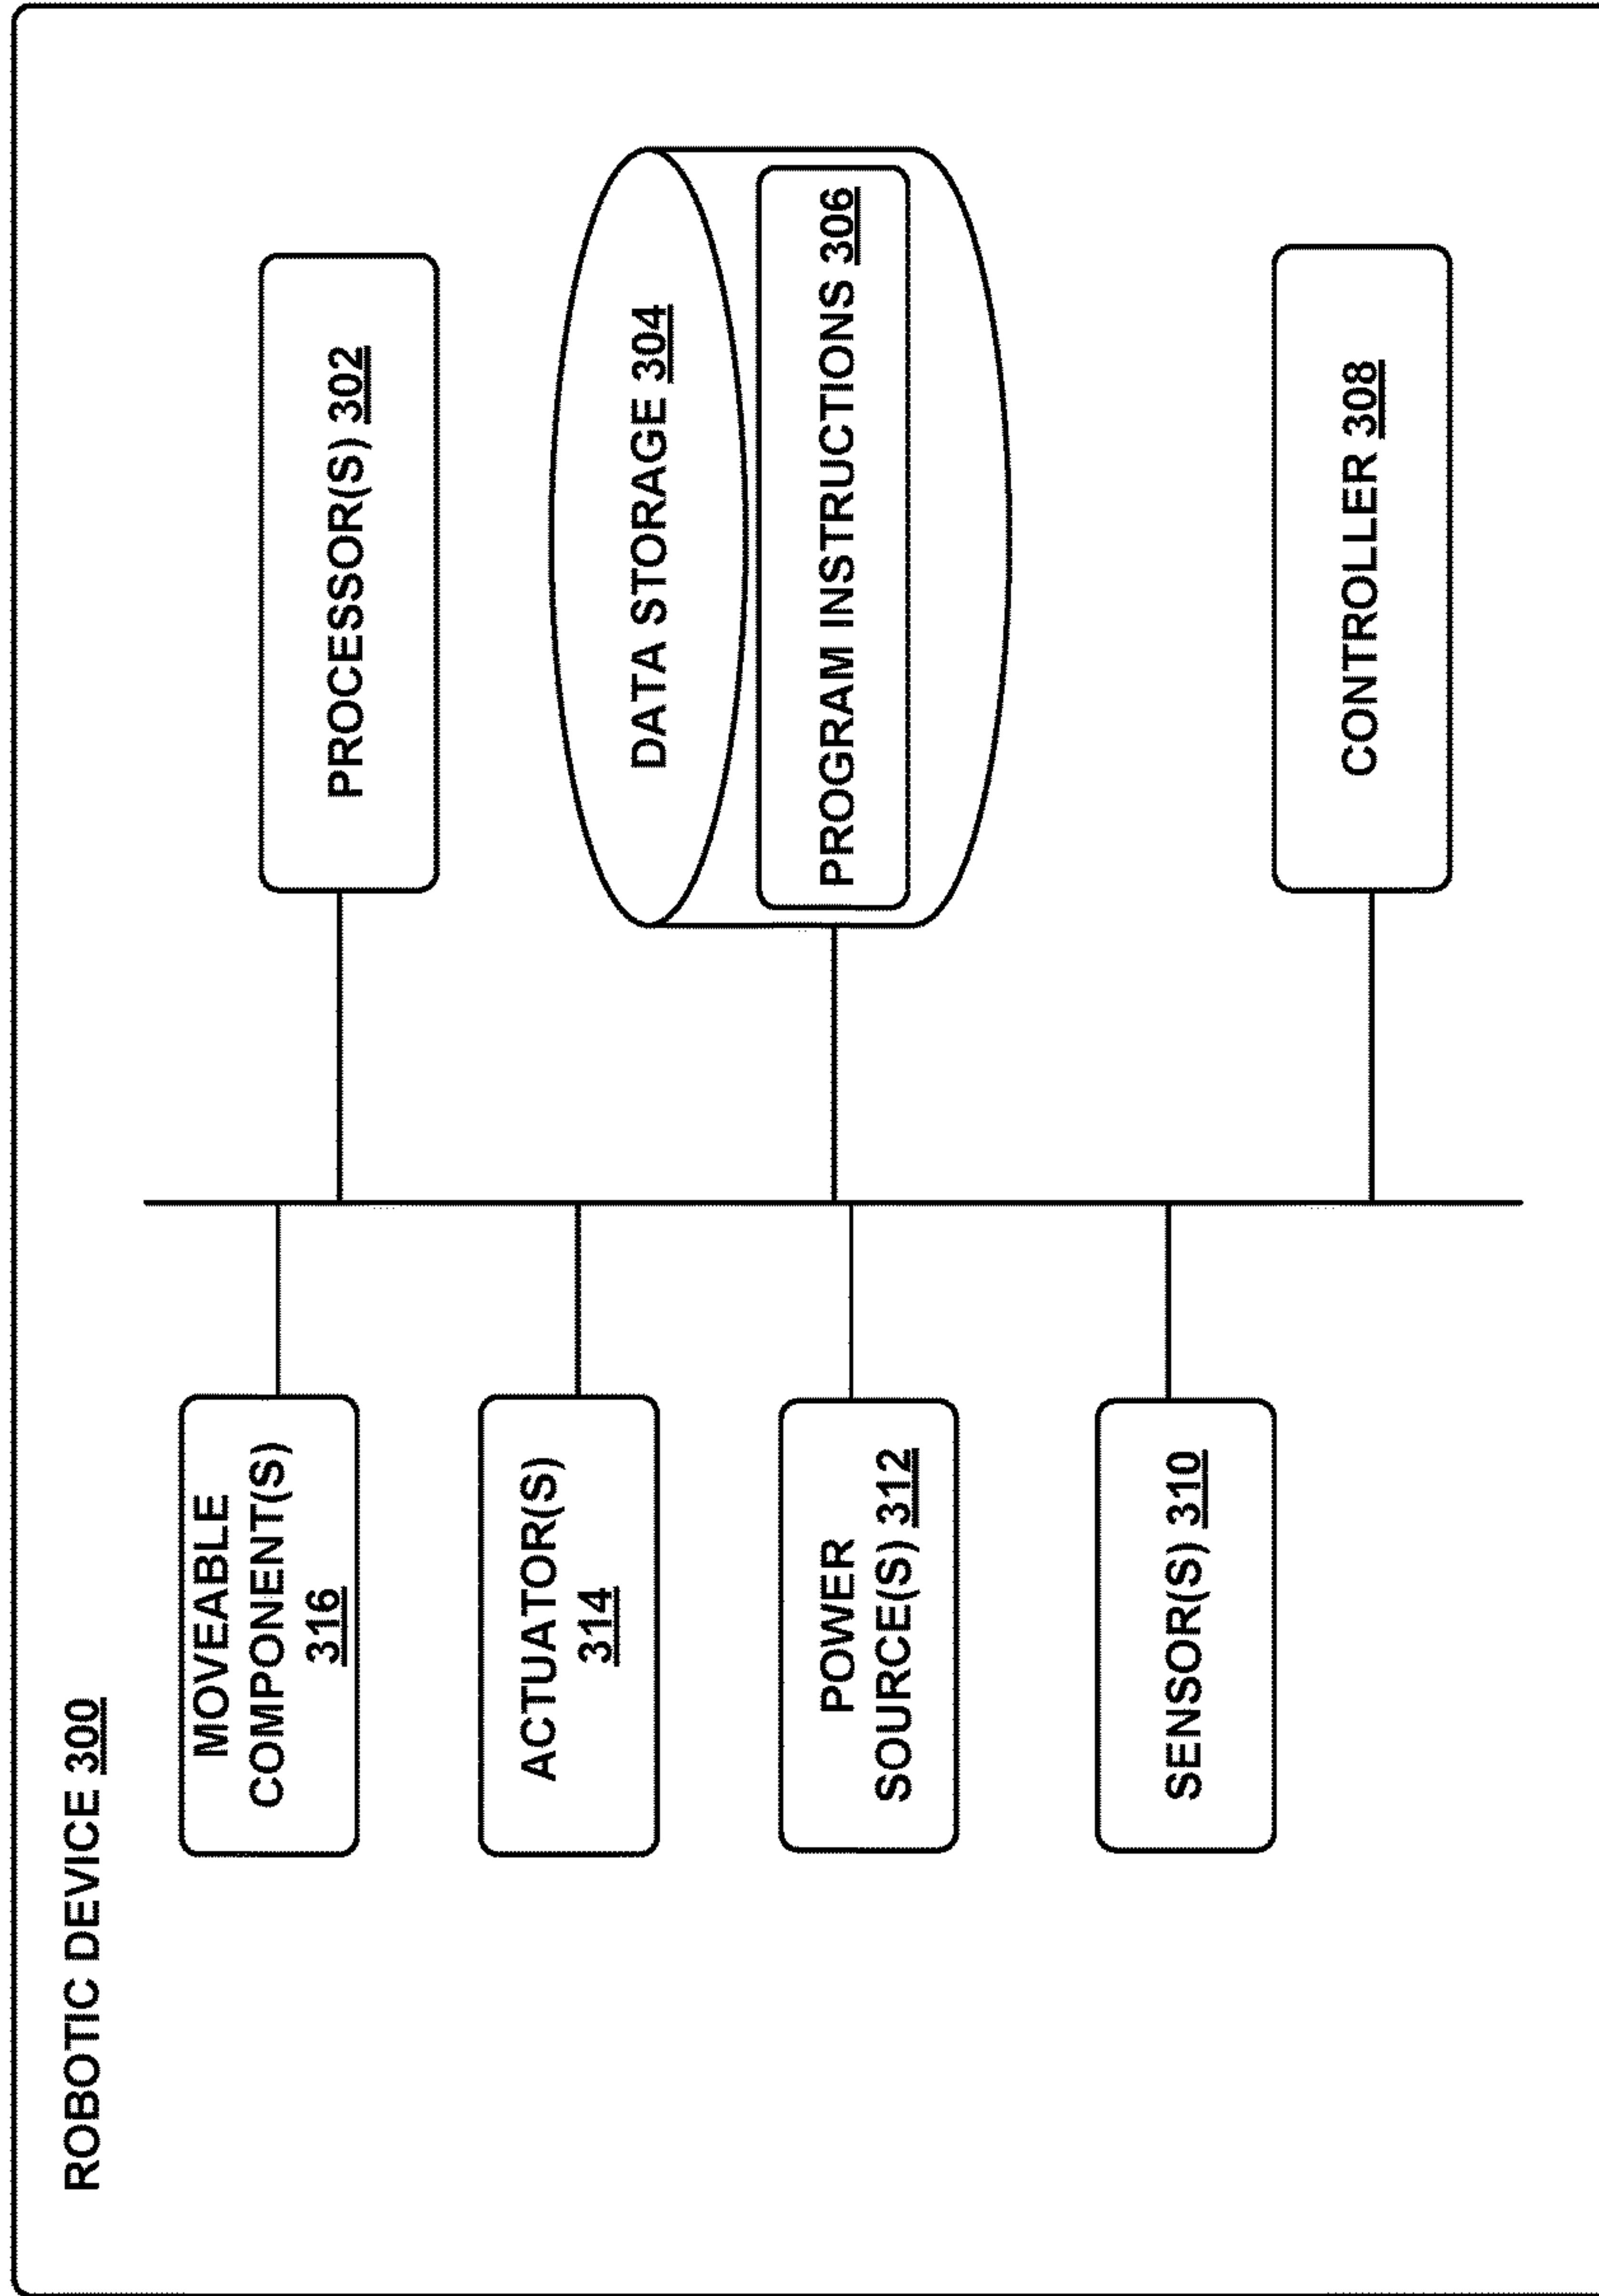 ROBOTIC DEVICE 300
MOVEABLE
COMPONENT(S)
316
ACTUATOR(S)
314
POWER
SOURCE(S) 312
SENSOR(S) 310
PROCESSOR(S) 302
DATA STORAGE 304
PROGRAM INSTRUCTIONS 306
CONTROLLER 308